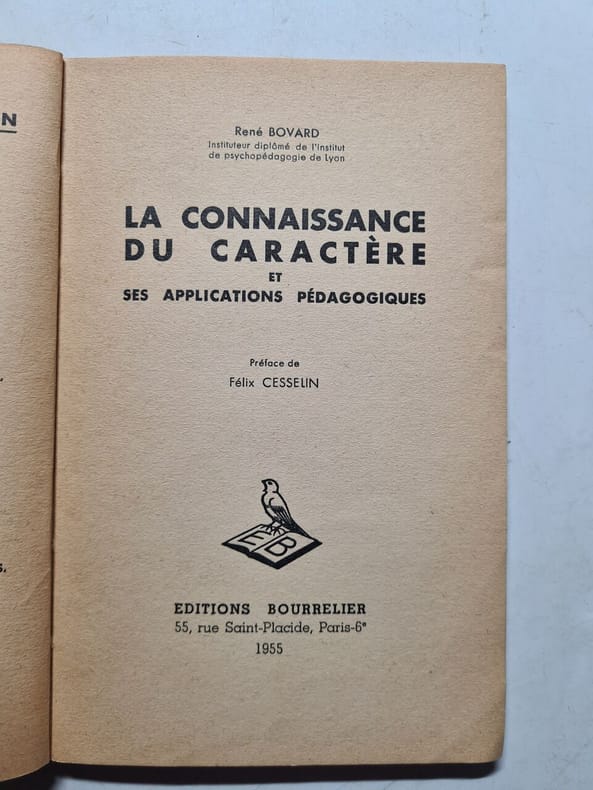 N
René BOVARD
Instituteur diplômé de l'institut
de psychopédagogie de Lyon
LA CONNAISSANCE
DU CARACTÈRE
ET
SES APPLICATIONS PÉDAGOGIQUES
Préface de
Félix CESSELIN
E B
EDITIONS BOURRELIER
55, rue Saint-Placide, Paris-6e
1955